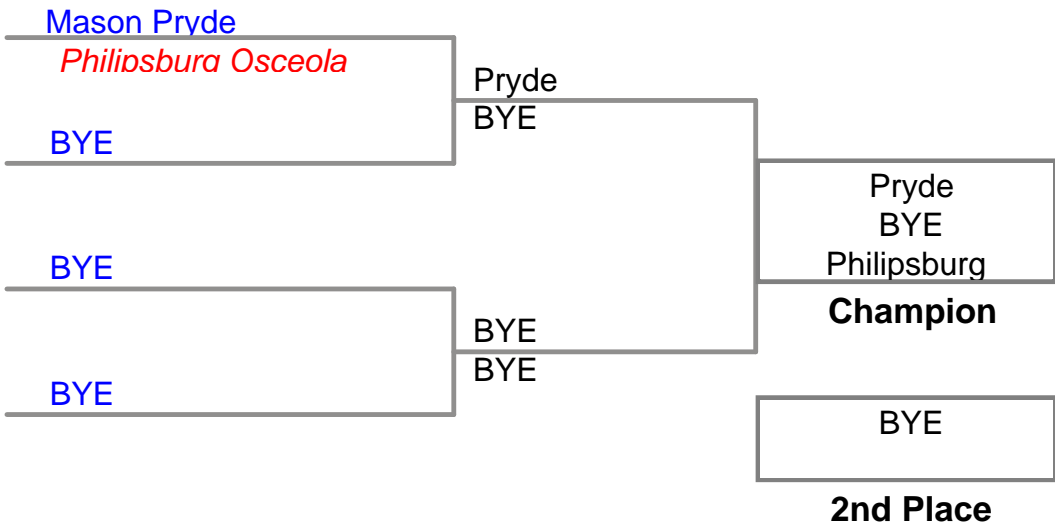 Mason Pryde
Philipsburg Osceola
BYE
BYE
BYE
Pryde
BYE
BYE
BYE
Pryde
BYE
Philipsburg
Champion
BYE
2nd Place